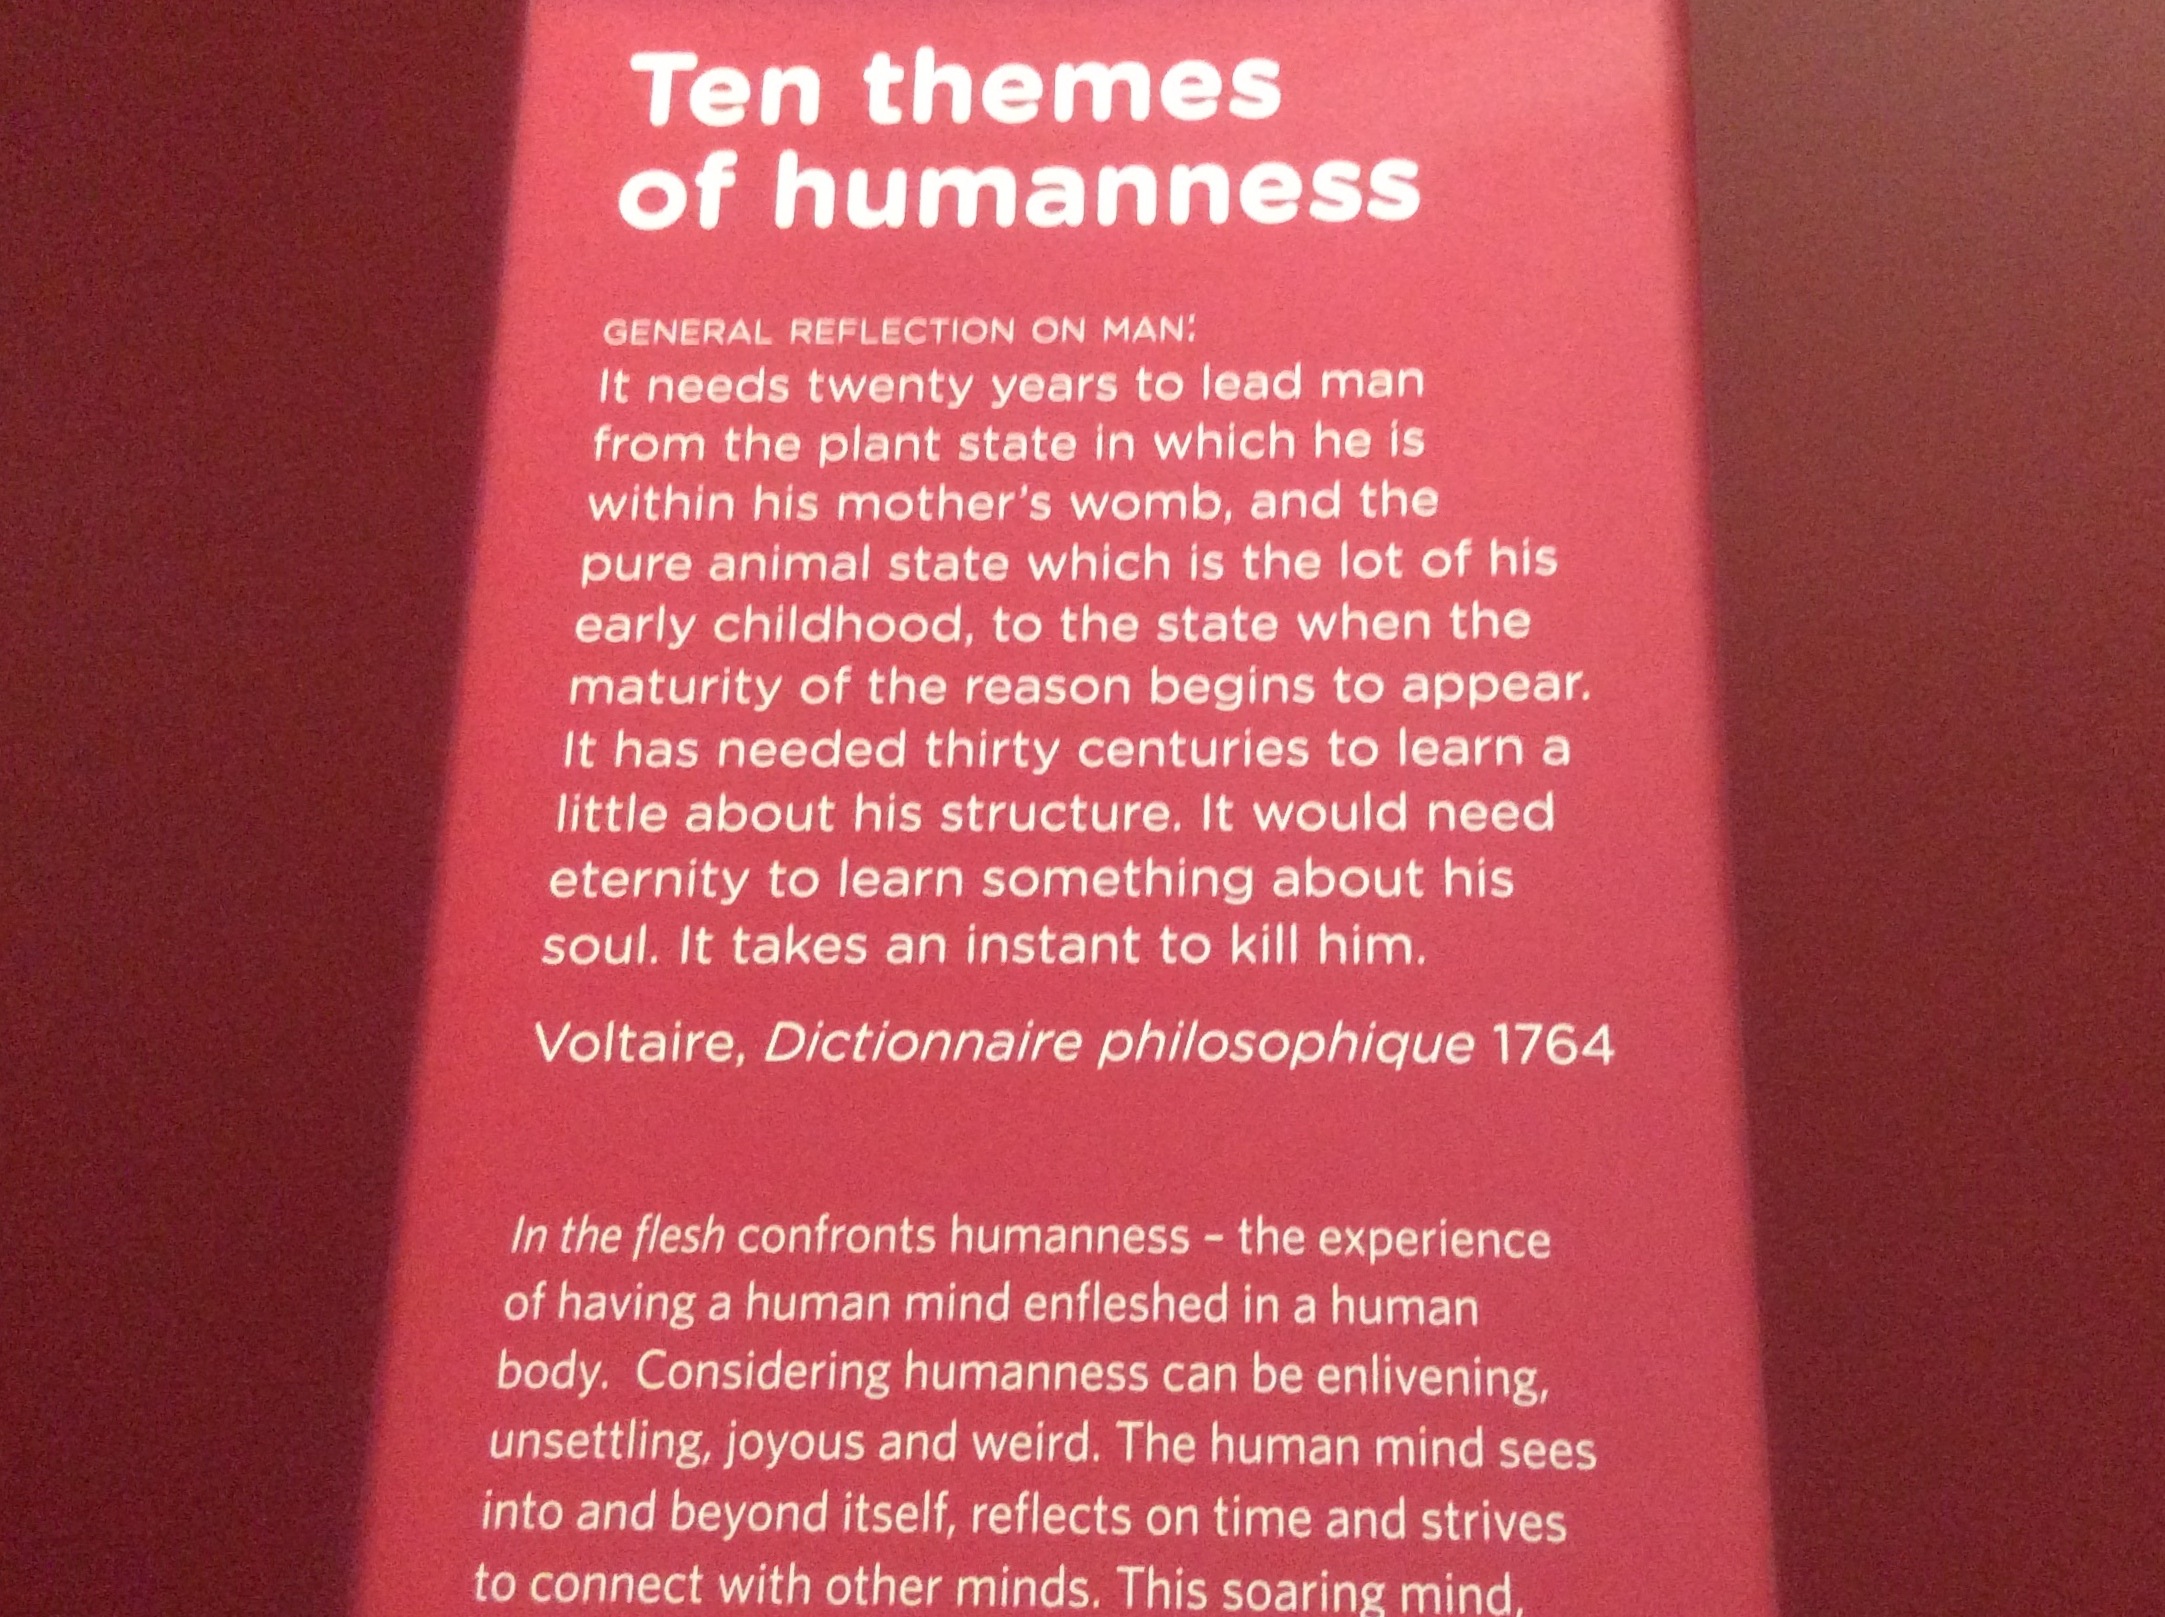 Ten themes
of humanness
GENERAL REFLECTION ON MAN:
It needs twenty years to lead man
from the plant state in which he is
within his mother's womb, and the
pure animal state which is the lot of his
early childhood, to the state when the
maturity of the reason begins to appear.
It has needed thirty centuries to learn a
little about his structure. It would need
eternity to learn something about his
soul. It takes an instant to kill him.
Voltaire, Dictionnaire philosophique 1764
In the flesh confronts humanness – the experience
of having a human mind enfleshed in a human
body.  Considering humanness can be enlivening,
unsettling, joyous and weird. The human mind sees
into and beyond itself, reflects on time and strives
to connect with other minds. This soaring mind,